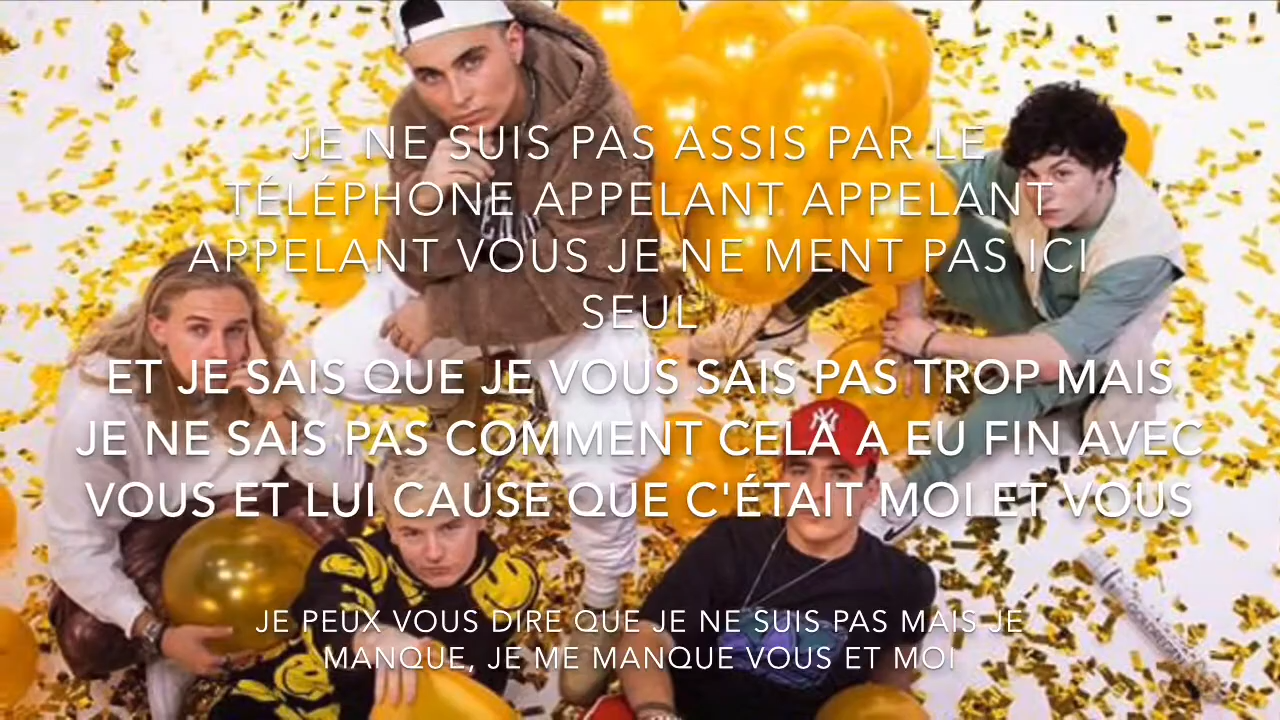 JE NE SUIS PAS ASSIS PAR LE
TÉLÉPHONE APPELANT APPELANT
APPELANT VOUS JE NE MENT PAS ICI
SEUL
ET JE SAIS QUE JE VOUS SAIS PAS TROP MAIS
JE NE SAIS PAS COMMENT CELA A EU FIN AVEC
VOUS ET LUI CAUSE QUE C'ÉTAIT MOI ET VOUS
JE PEUX VOUS DIRE QUE JE NE SUIS PAS MAIS JE
MANQUE, JE ME MANQUE VOUS ET MOI